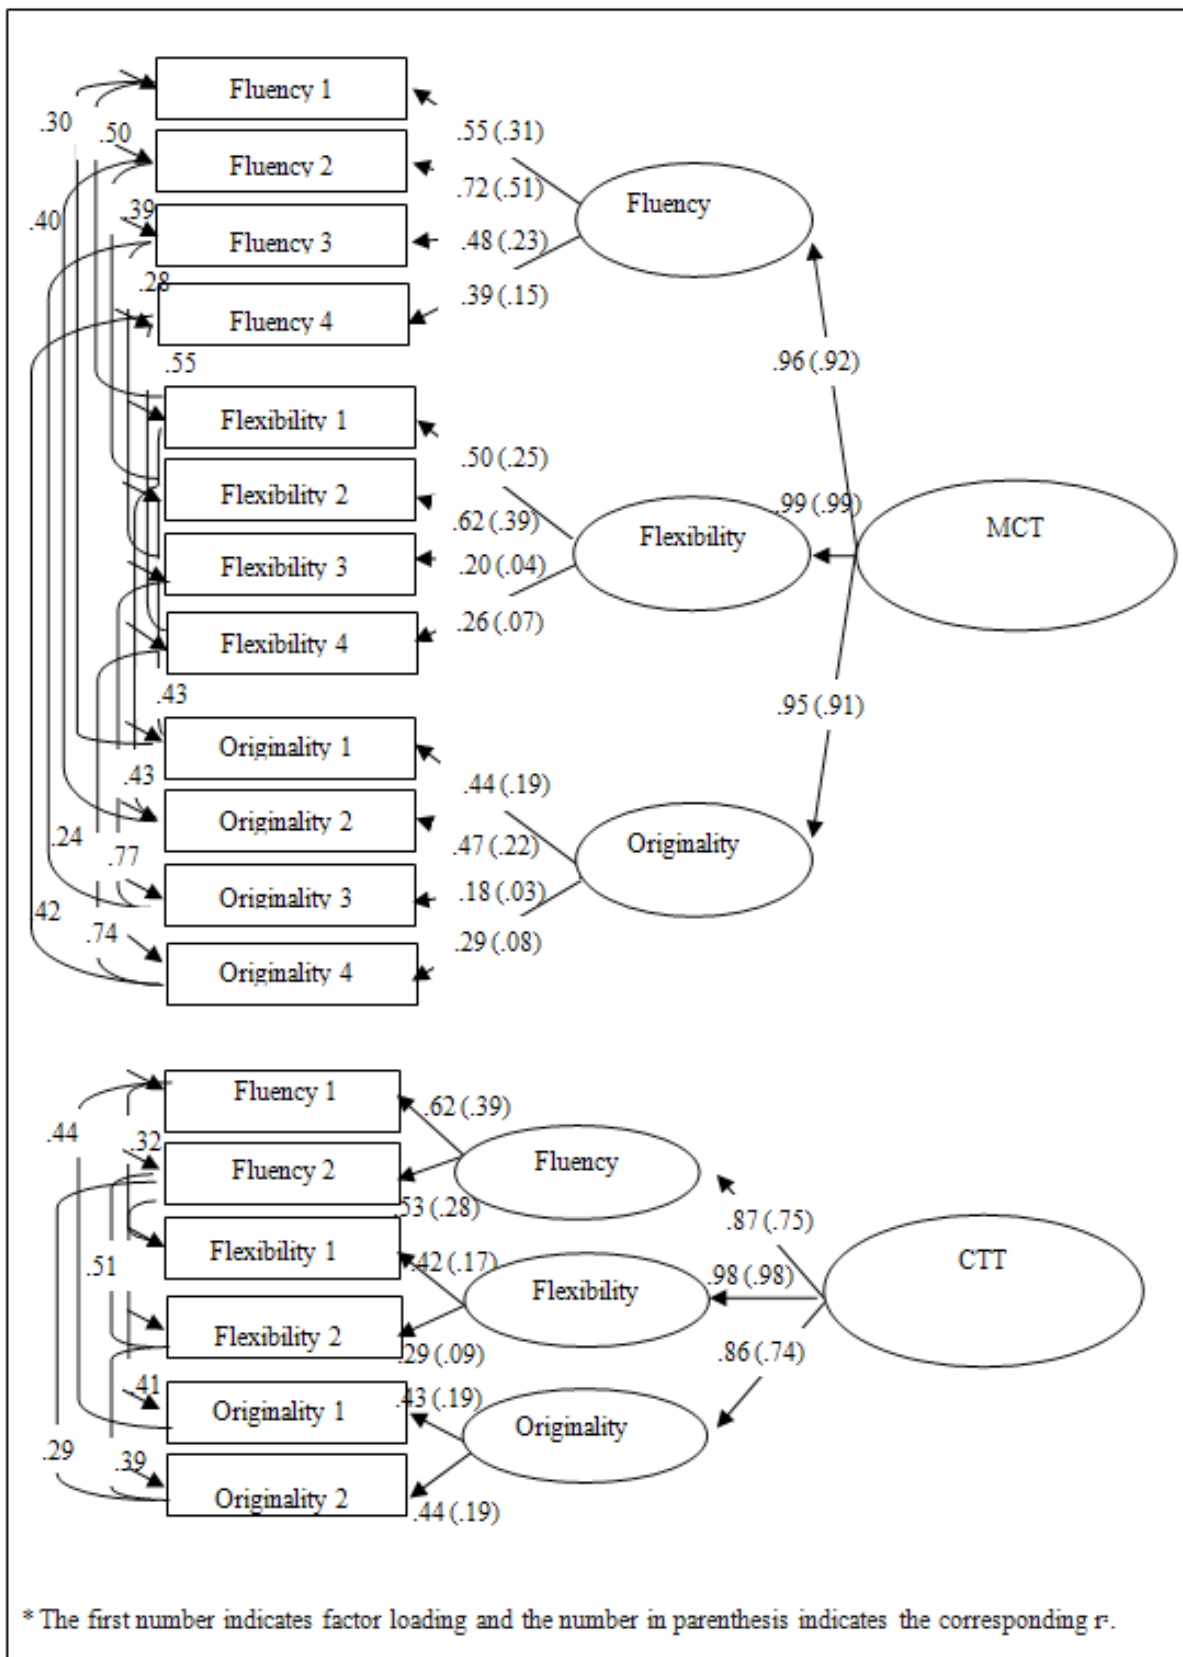 Fluency 1
.30
.50
.55 (.31)
Fluency 2
.72 (.51)
Fluency
.40
.39
Fluency 3
.48 (.23)
.28
.39 (.15)
Fluency 4
.55
.96 (.92)
Flexibility 1
.50 (.25)
Flexibility 2
.62 (.39)
Flexibility
.99 (.99)
MCT
Flexibility 3
.20 (.04)
.26 (.07)
Flexibility 4
.43
.95 (.91)
Originality 1
.43
.44 (.19)
Originality 2
.24
.47 (.22)
Originality
.77
Originality 3
.18 (.03)
.42
.74
.29 (.08)
Originality 4
Fluency 1
.62 (.39)
.44
.32
Fluency 2
Fluency
.53 (.28)
.87 (.75)
Flexibility 1
.42 (.17)
.51
Flexibility
.98 (.98)
CTT
Flexibility 2
.29 (.09)
.86 (.74)
.41
Originality 1
.43 (.19)
Originality
.29
.39
Originality 2
.44 (.19)
* The first number indicates factor loading and the number in parenthesis indicates the corresponding r².